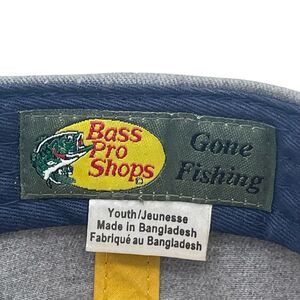 Bass
Pro
Shops
Gone
Fishing
Youth/Jeunesse
Made in Bangladesh
Fabriqué au Bangladesh